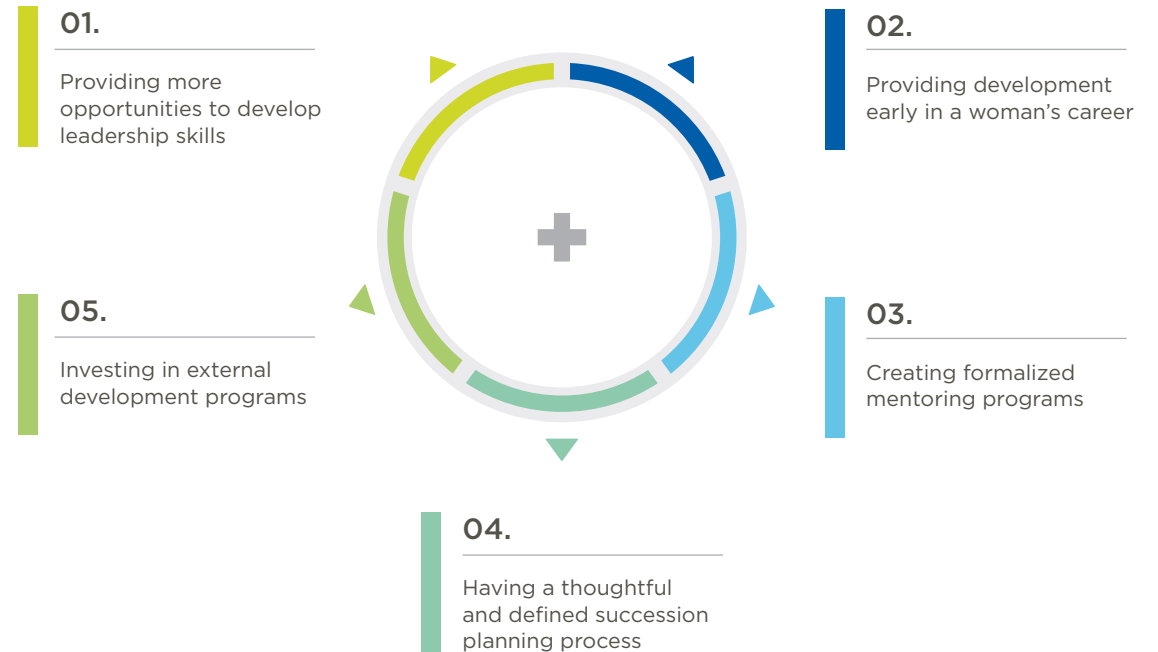 01.
Providing more
opportunities to develop
leadership skills
02.
Providing development
early in a woman’s career
03.
Creating formalized
mentoring programs
04.
Having a thoughtful
and defined succession
planning process
05.
Investing in external
development programs